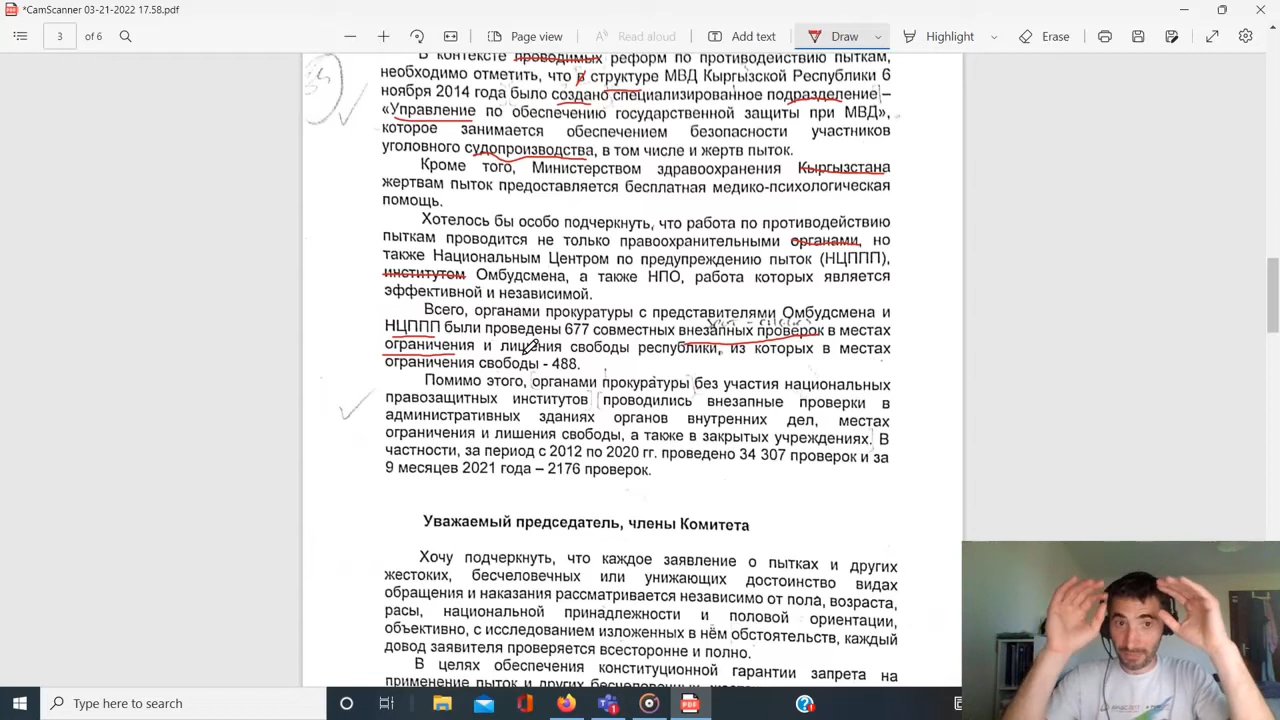 *CamScanner 03-21-2022 17.58.pdf
3 of 6 Page view Read aloud Add text Draw Highlight Erase
В контексте проводимых реформ по противодействию пыткам,
необходимо отметить, что в структуре МВД Кыргызской Республики 6
ноября 2014 года было создано специализированное подразделение –
«Управление по обеспечению государственной защиты при МВД»,
которое занимается обеспечением безопасности участников
уголовного судопроизводства, в том числе и жертв пыток.
Кроме того, Министерством здравоохранения Кыргызстана
жертвам пыток предоставляется бесплатная медико-психологическая
помощь.
Хотелось бы особо подчеркнуть, что работа по противодействию
пыткам проводится не только правоохранительными органами, но
также Национальным Центром по предупреждению пыток (НЦППП),
институтом Омбудсмена, а также НПО, работа которых является
эффективной и независимой.
Всего, органами прокуратуры с представителями Омбудсмена и
НЦППП были проведены 677 совместных внезапных проверок в местах
ограничения и лишения свободы республики, из которых в местах
ограничения свободы - 488.
Помимо этого, органами прокуратуры без участия национальных
правозащитных институтов проводились внезапные проверки в
административных зданиях органов внутренних дел, местах
ограничения и лишения свободы, а также в закрытых учреждениях. В
частности, за период с 2012 по 2020 гг. проведено 34 307 проверок и за
9 месяцев 2021 года – 2176 проверок.
Уважаемый председатель, члены Комитета
Хочу подчеркнуть, что каждое заявление о пытках и других
жестоких, бесчеловечных или унижающих достоинство видах
обращения и наказания рассматривается независимо от пола, возраста,
расы, национальной принадлежности и половой ориентации,
объективно, с исследованием изложенных в нём обстоятельств, каждый
довод заявителя проверяется всесторонне и полно.
В целях обеспечения конституционной гарантии запрета на
применение пыток и других
Type here to search